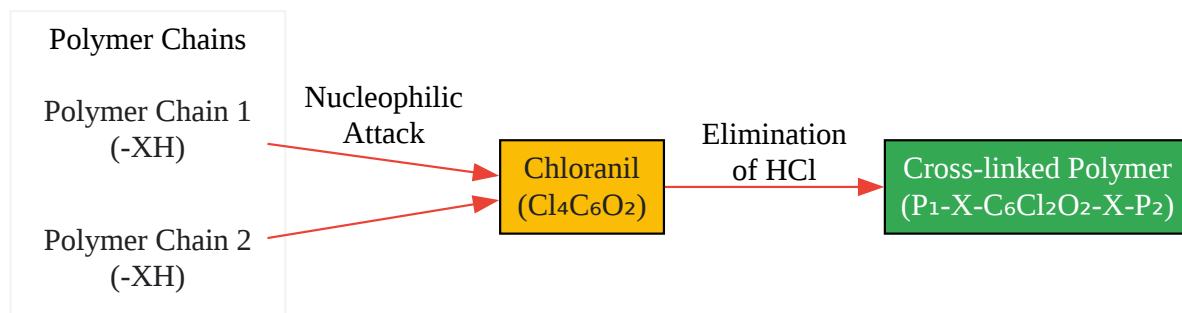 Polymer Chains
Polymer Chain 1
(-XH)
Nucleophilic
Attack
Polymer Chain 2
(-XH)
Chloranil
(Cl₄C₆O₂)
Elimination
of HCl
Cross-linked Polymer
(P₁-X-C₆Cl₂O₂-X-P₂)